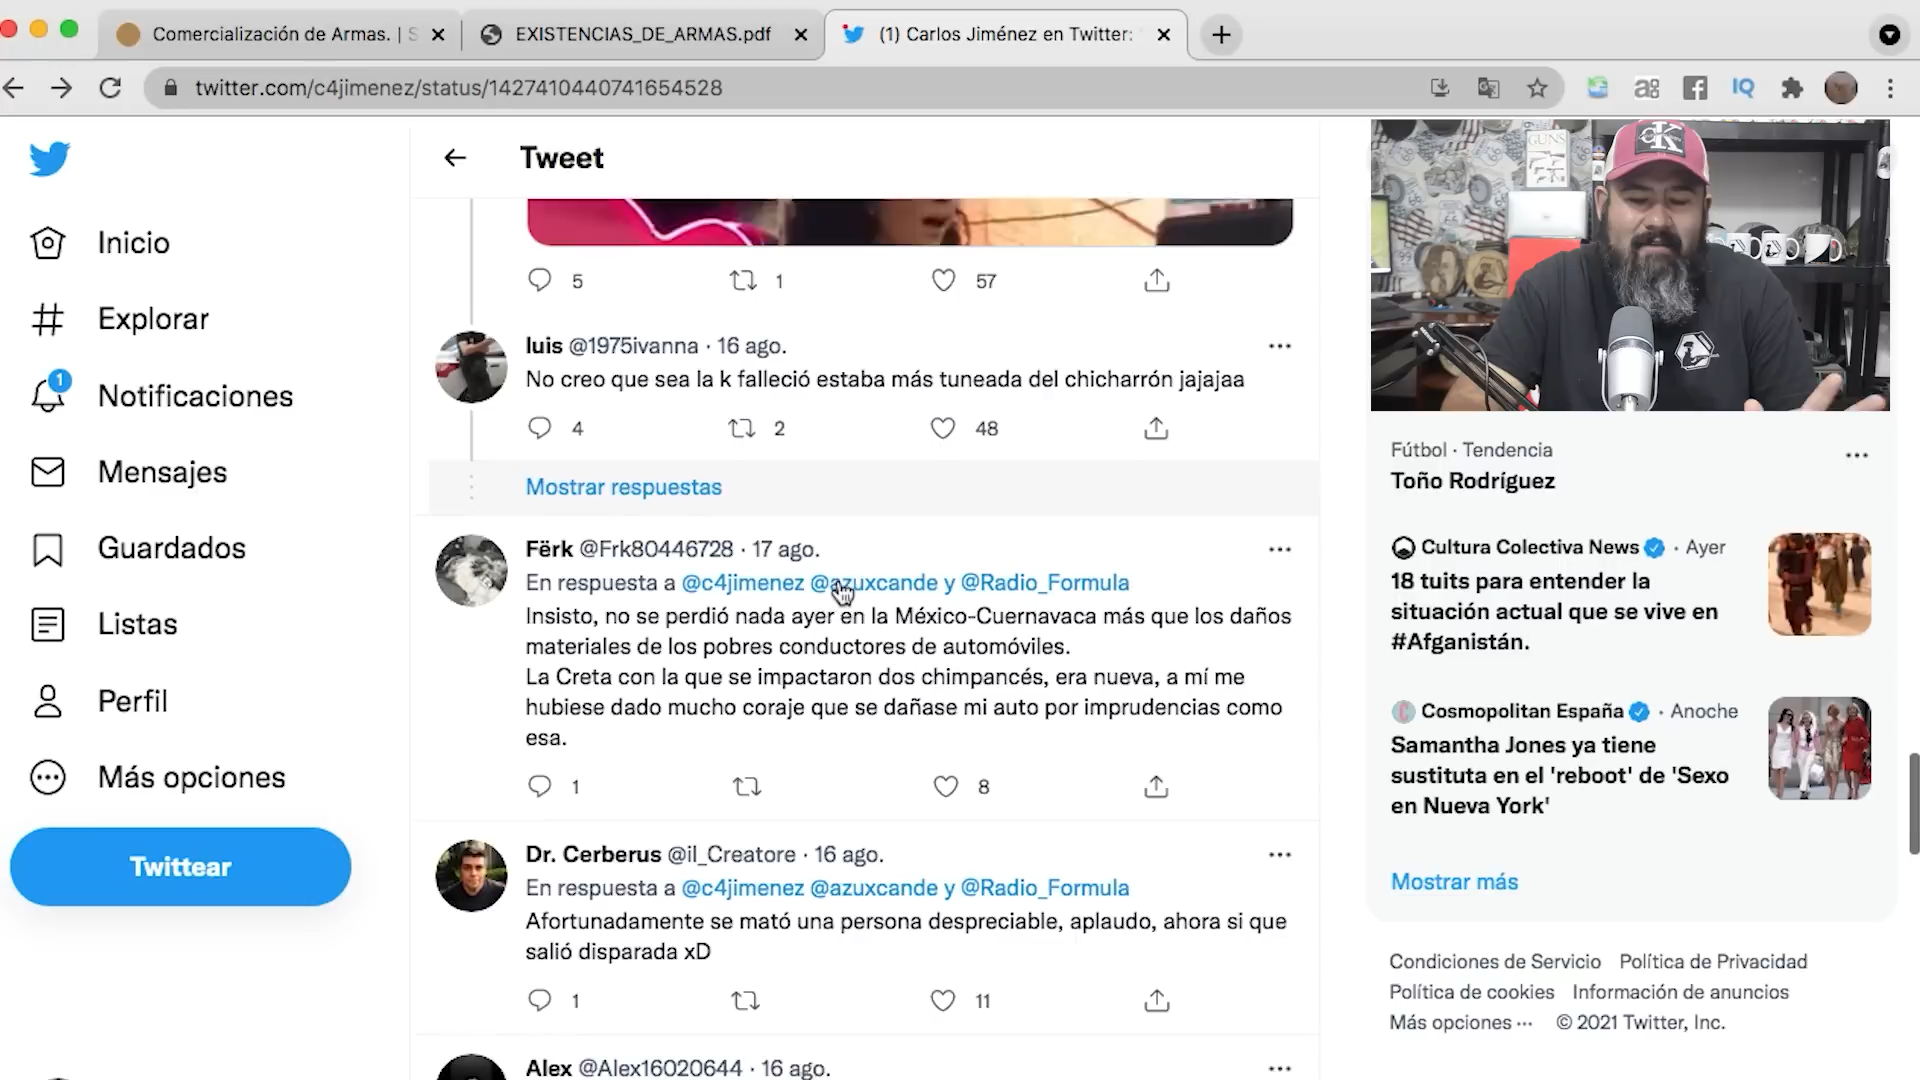 Comercialización de Armas. | S
EXISTENCIAS_DE_ARMAS.pdf
(1) Carlos Jiménez en Twitter:
twitter.com/c4jimenez/status/1427410440741654528
Inicio
Explorar
1
Notificaciones
Mensajes
Guardados
Listas
Perfil
Más opciones
Twittear
Tweet
5 1 57
luis @1975ivanna · 16 ago.
No creo que sea la k falleció estaba más tuneada del chicharrón jajajaa
4 2 48
Mostrar respuestas
Fërk @Frk80446728 · 17 ago.
En respuesta a @c4jimenez @azuxcande y @Radio_Formula
Insisto, no se perdió nada ayer en la México-Cuernavaca más que los daños
materiales de los pobres conductores de automóviles.
La Creta con la que se impactaron dos chimpancés, era nueva, a mí me
hubiese dado mucho coraje que se dañase mi auto por imprudencias como
esa.
1 8
Dr. Cerberus @il_Creatore · 16 ago.
En respuesta a @c4jimenez @azuxcande y @Radio_Formula
Afortunadamente se mató una persona despreciable, aplaudo, ahora si que
salió disparada xD
1 11
Alex @Alex16020644 · 16 ago.
GUNS
CK
Fútbol · Tendencia
Toño Rodríguez
Cultura Colectiva News · Ayer
18 tuits para entender la
situación actual que se vive en
#Afganistán.
Cosmopolitan España · Anoche
Samantha Jones ya tiene
sustituta en el 'reboot' de 'Sexo
en Nueva York'
Mostrar más
Condiciones de Servicio Política de Privacidad
Política de cookies Información de anuncios
Más opciones ··· © 2021 Twitter, Inc.